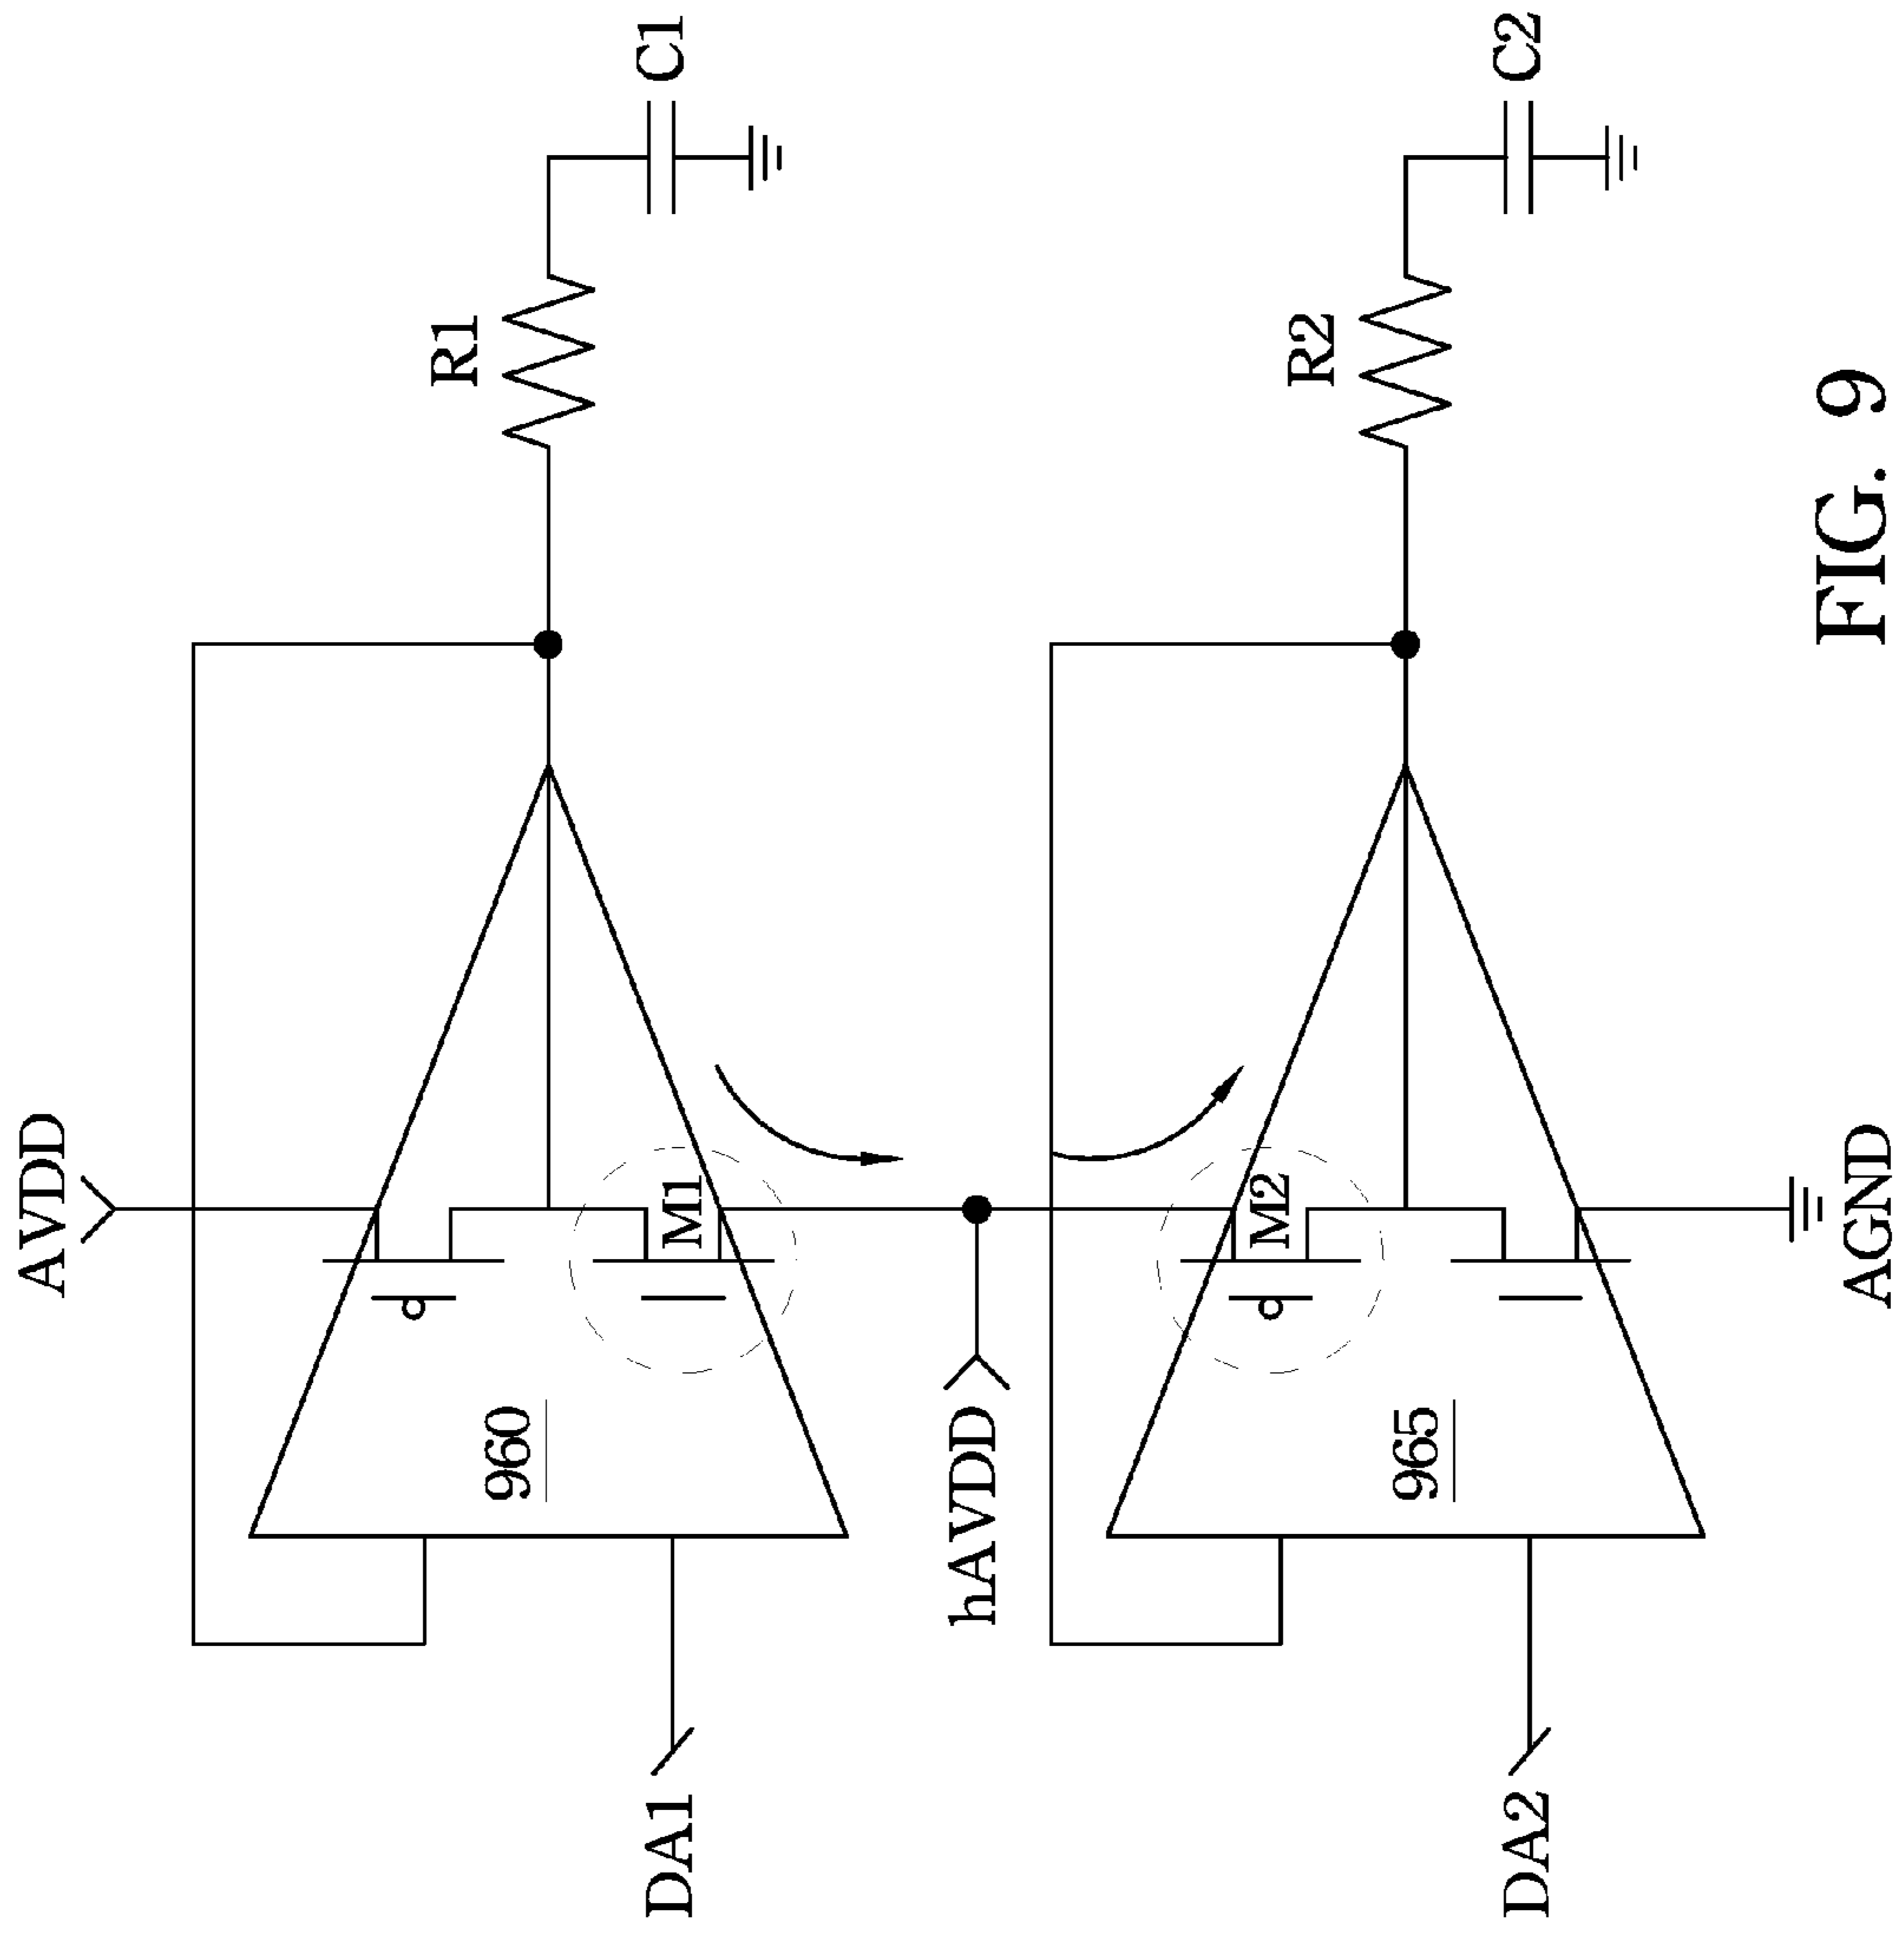 AVDD
R1
C1
M1
960
DA1
hAVDD
R2
C2
M2
965
DA2
AGND
FIG. 9